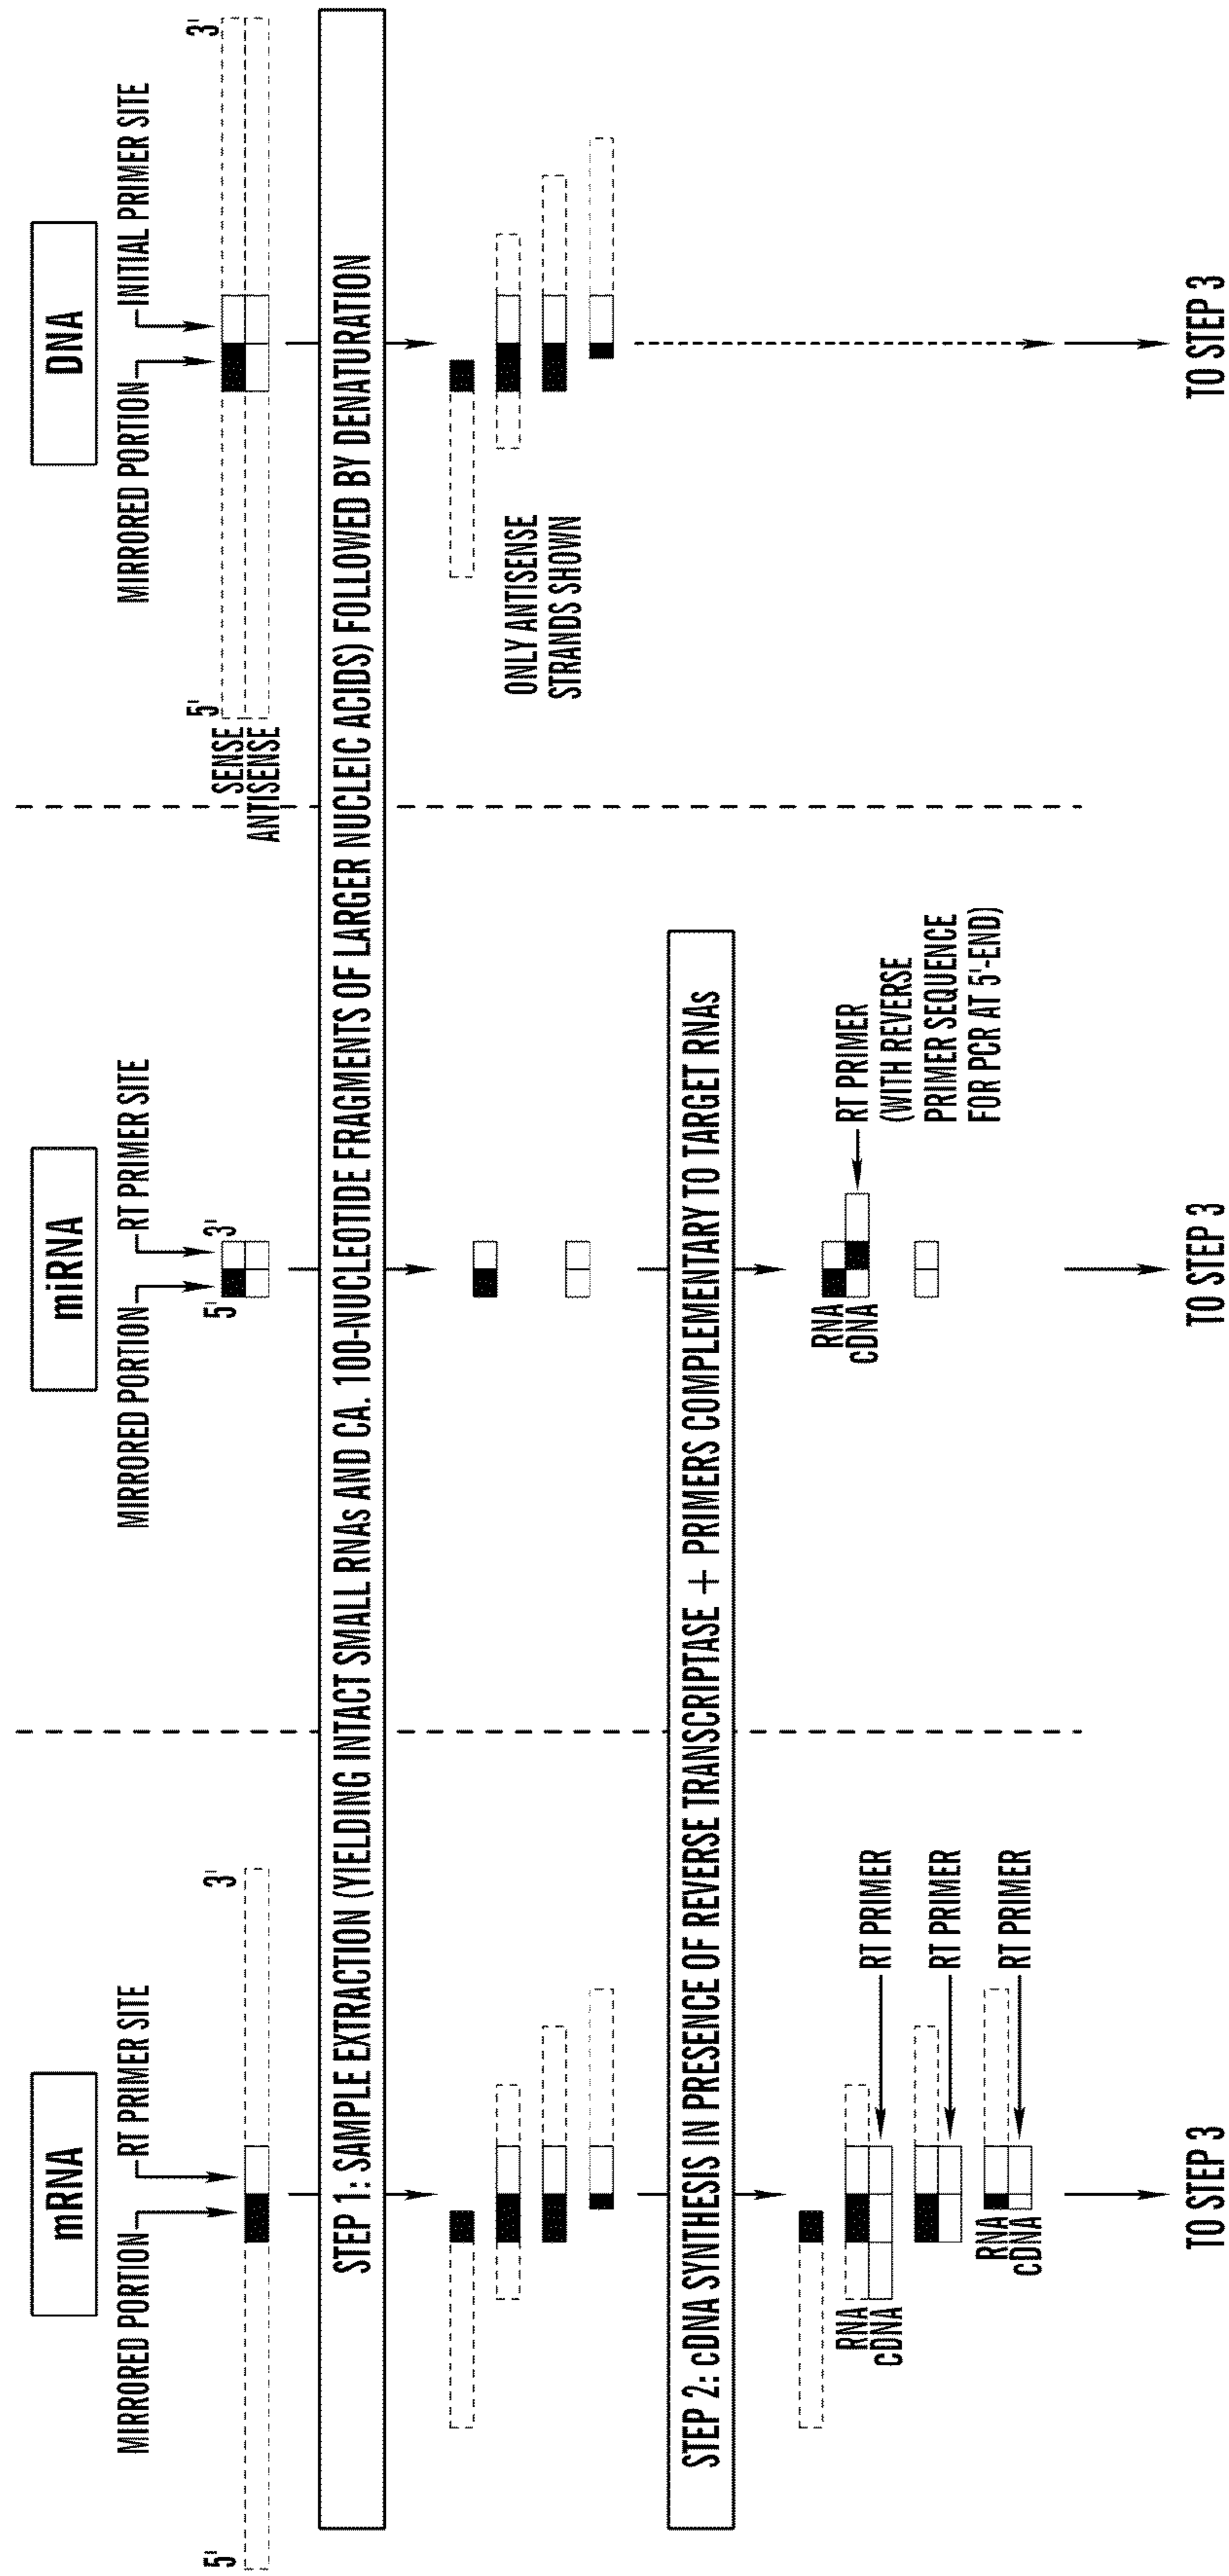 mRNA
MIRRORED PORTION
RT PRIMER SITE
5'
3'
miRNA
MIRRORED PORTION
RT PRIMER SITE
5'
3'
DNA
MIRRORED PORTION
INITIAL PRIMER SITE
5'
3'
SENSE
ANTISENSE
STEP 1: SAMPLE EXTRACTION (YIELDING INTACT SMALL RNAs AND CA. 100-NUCLEOTIDE FRAGMENTS OF LARGER NUCLEIC ACIDS) FOLLOWED BY DENATURATION
ONLY ANTISENSE
STRANDS SHOWN
STEP 2: cDNA SYNTHESIS IN PRESENCE OF REVERSE TRANSCRIPTASE + PRIMERS COMPLEMENTARY TO TARGET RNAs
RNA
cDNA
RT PRIMER
RT PRIMER
RNA
cDNA
RT PRIMER
RNA
cDNA
RT PRIMER
(WITH REVERSE
PRIMER SEQUENCE
FOR PCR AT 5'-END)
TO STEP 3
TO STEP 3
TO STEP 3